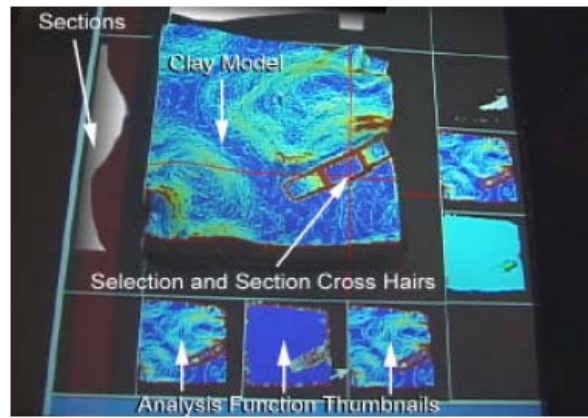 Sections
Clay Model
Selection and Section Cross Hairs
Analysis Function Thumbnails